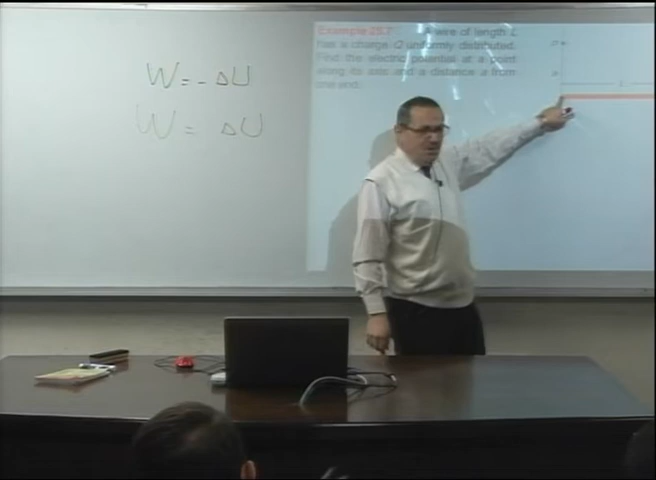 W = - ΔU
W = ΔU
Example 25.7 A wire of length L
has a charge Q uniformly distributed.
Find the electric potential at a point
along its axis and a distance a from
one end.